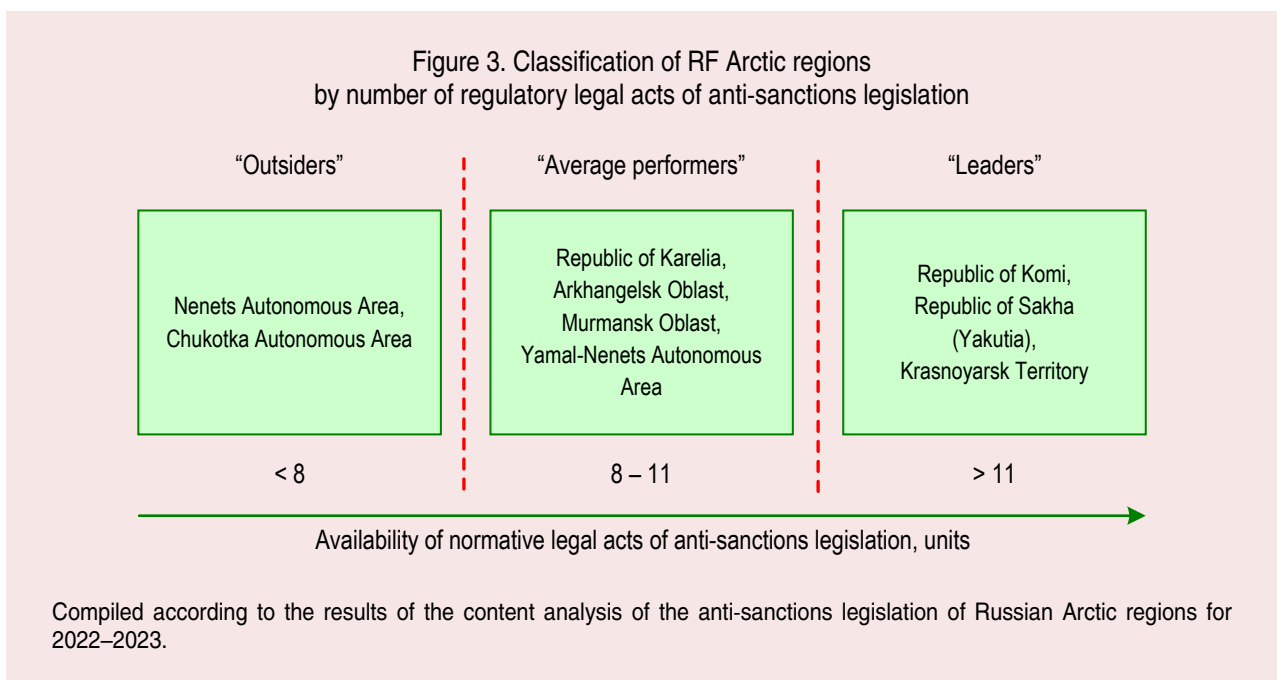 Figure 3. Classification of RF Arctic regions
by number of regulatory legal acts of anti-sanctions legislation
“Outsiders”
“Average performers”
“Leaders”
Nenets Autonomous Area,
Chukotka Autonomous Area
Republic of Karelia,
Arkhangelsk Oblast,
Murmansk Oblast,
Yamal-Nenets Autonomous
Area
Republic of Komi,
Republic of Sakha
(Yakutia),
Krasnoyarsk Territory
< 8
8 – 11
> 11
Availability of normative legal acts of anti-sanctions legislation, units
Compiled according to the results of the content analysis of the anti-sanctions legislation of Russian Arctic regions for
2022–2023.